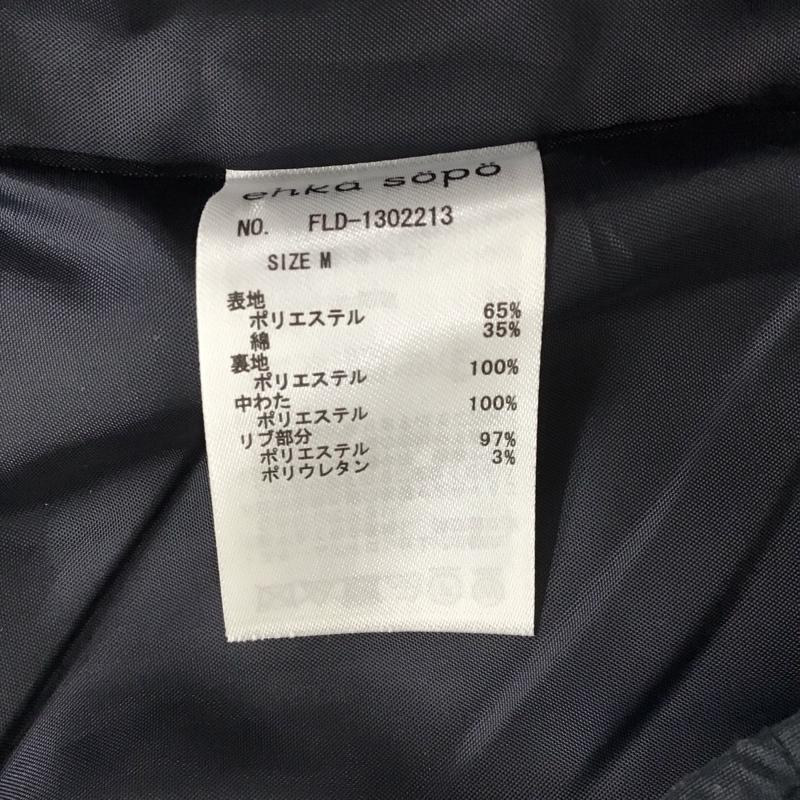 ehka söpö
NO. FLD-1302213
SIZE M
表地
ポリエステル 65%
綿 35%
裏地
ポリエステル 100%
中わた
ポリエステル 100%
リブ部分
ポリエステル 97%
ポリウレタン 3%